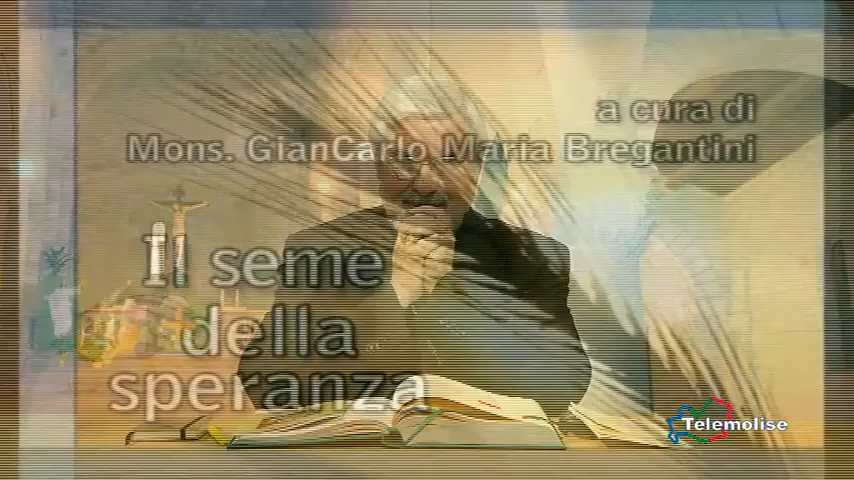 a cura di
Mons. GianCarlo Maria Bregantini
Il seme
della
speranza
Telemolise